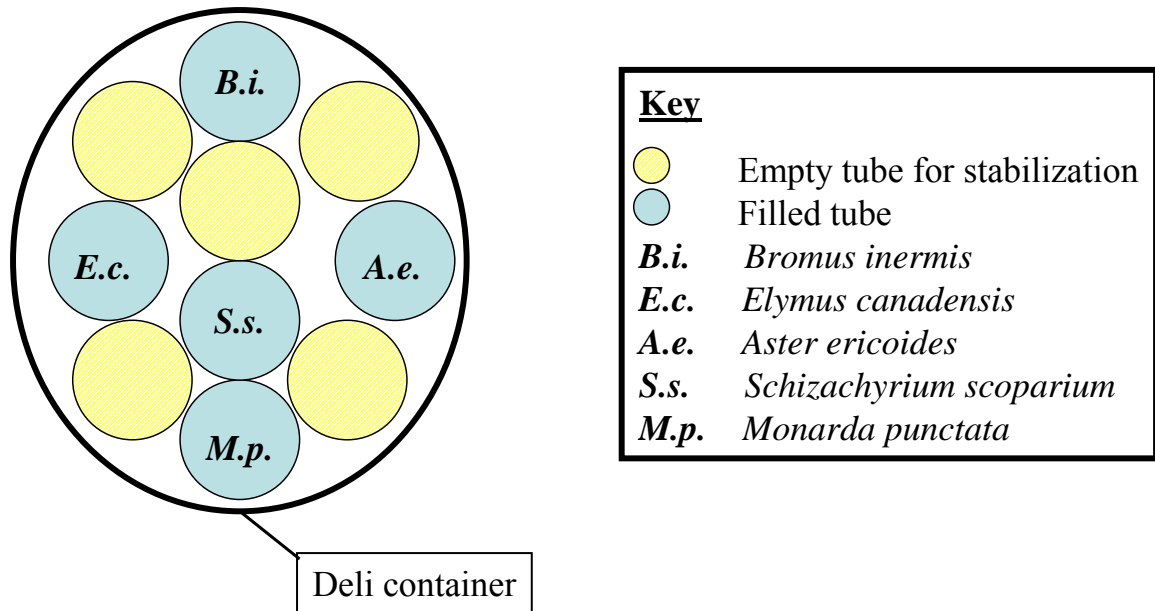 B.i.
E.c.
A.e.
S.s.
M.p.
Deli container
Key
Empty tube for stabilization
Filled tube
B.i. Bromus inermis
E.c. Elymus canadensis
A.e. Aster ericoides
S.s. Schizachyrium scoparium
M.p. Monarda punctata